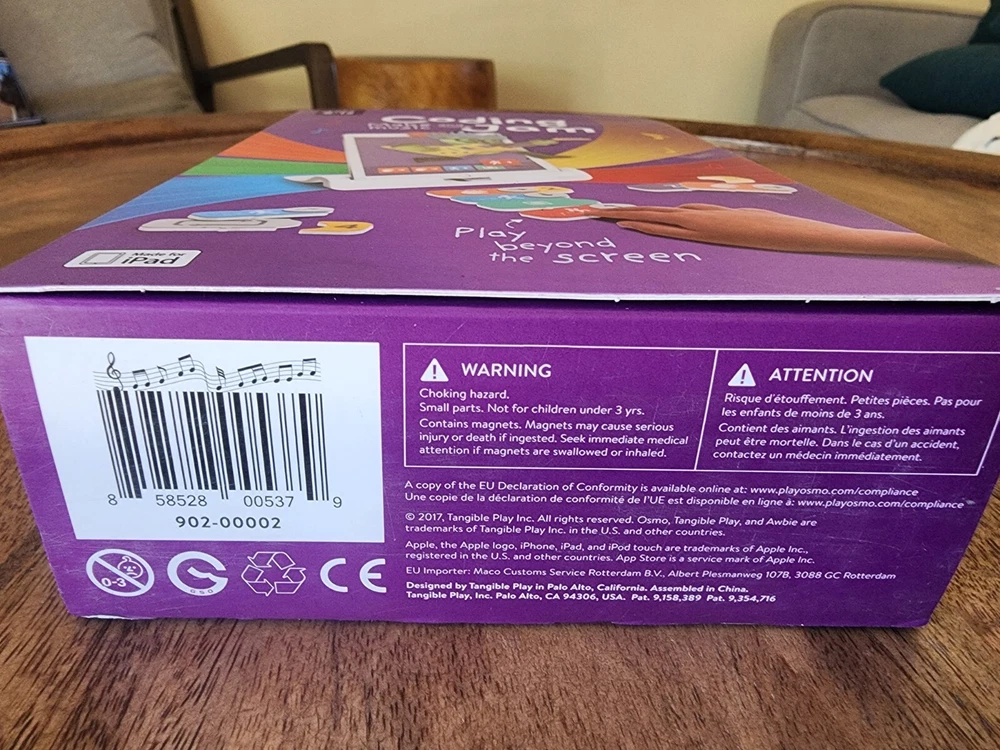 Coding
Jam
Play
beyond
the screen
Made for
iPad
8 58528 00537 9
902-00002
0-3
GSO
CE
WARNING
Choking hazard.
Small parts. Not for children under 3 yrs.
Contains magnets. Magnets may cause serious
injury or death if ingested. Seek immediate medical
attention if magnets are swallowed or inhaled.
ATTENTION
Risque d'étouffement. Petites pièces. Pas pour
les enfants de moins de 3 ans.
Contient des aimants. L'ingestion des aimants
peut être mortelle. Dans le cas d'un accident,
contactez un médecin immédiatement.
A copy of the EU Declaration of Conformity is available online at: www.playosmo.com/compliance
Une copie de la déclaration de conformité de l'UE est disponible en ligne à: www.playosmo.com/compliance
© 2017, Tangible Play Inc. All rights reserved. Osmo, Tangible Play, and Awbie are
trademarks of Tangible Play Inc. in the U.S. and other countries.
Apple, the Apple logo, iPhone, iPad, and iPod touch are trademarks of Apple Inc.,
registered in the U.S. and other countries. App Store is a service mark of Apple Inc.
EU Importer: Maco Customs Service Rotterdam B.V., Albert Plesmanweg 107B, 3088 GC Rotterdam
Designed by Tangible Play in Palo Alto, California. Assembled in China.
Tangible Play, Inc. Palo Alto, CA 94306, USA. Pat. 9,158,389 Pat. 9,354,716